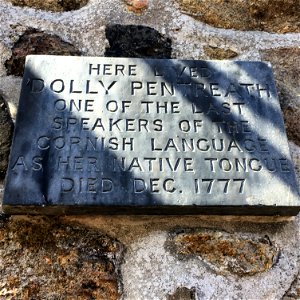 HERE LIVED
DOLLY PENTREATH
ONE OF THE LAST
SPEAKERS OF THE
CORNISH LANGUAGE
AS HER NATIVE TONGUE
DIED DEC. 1777